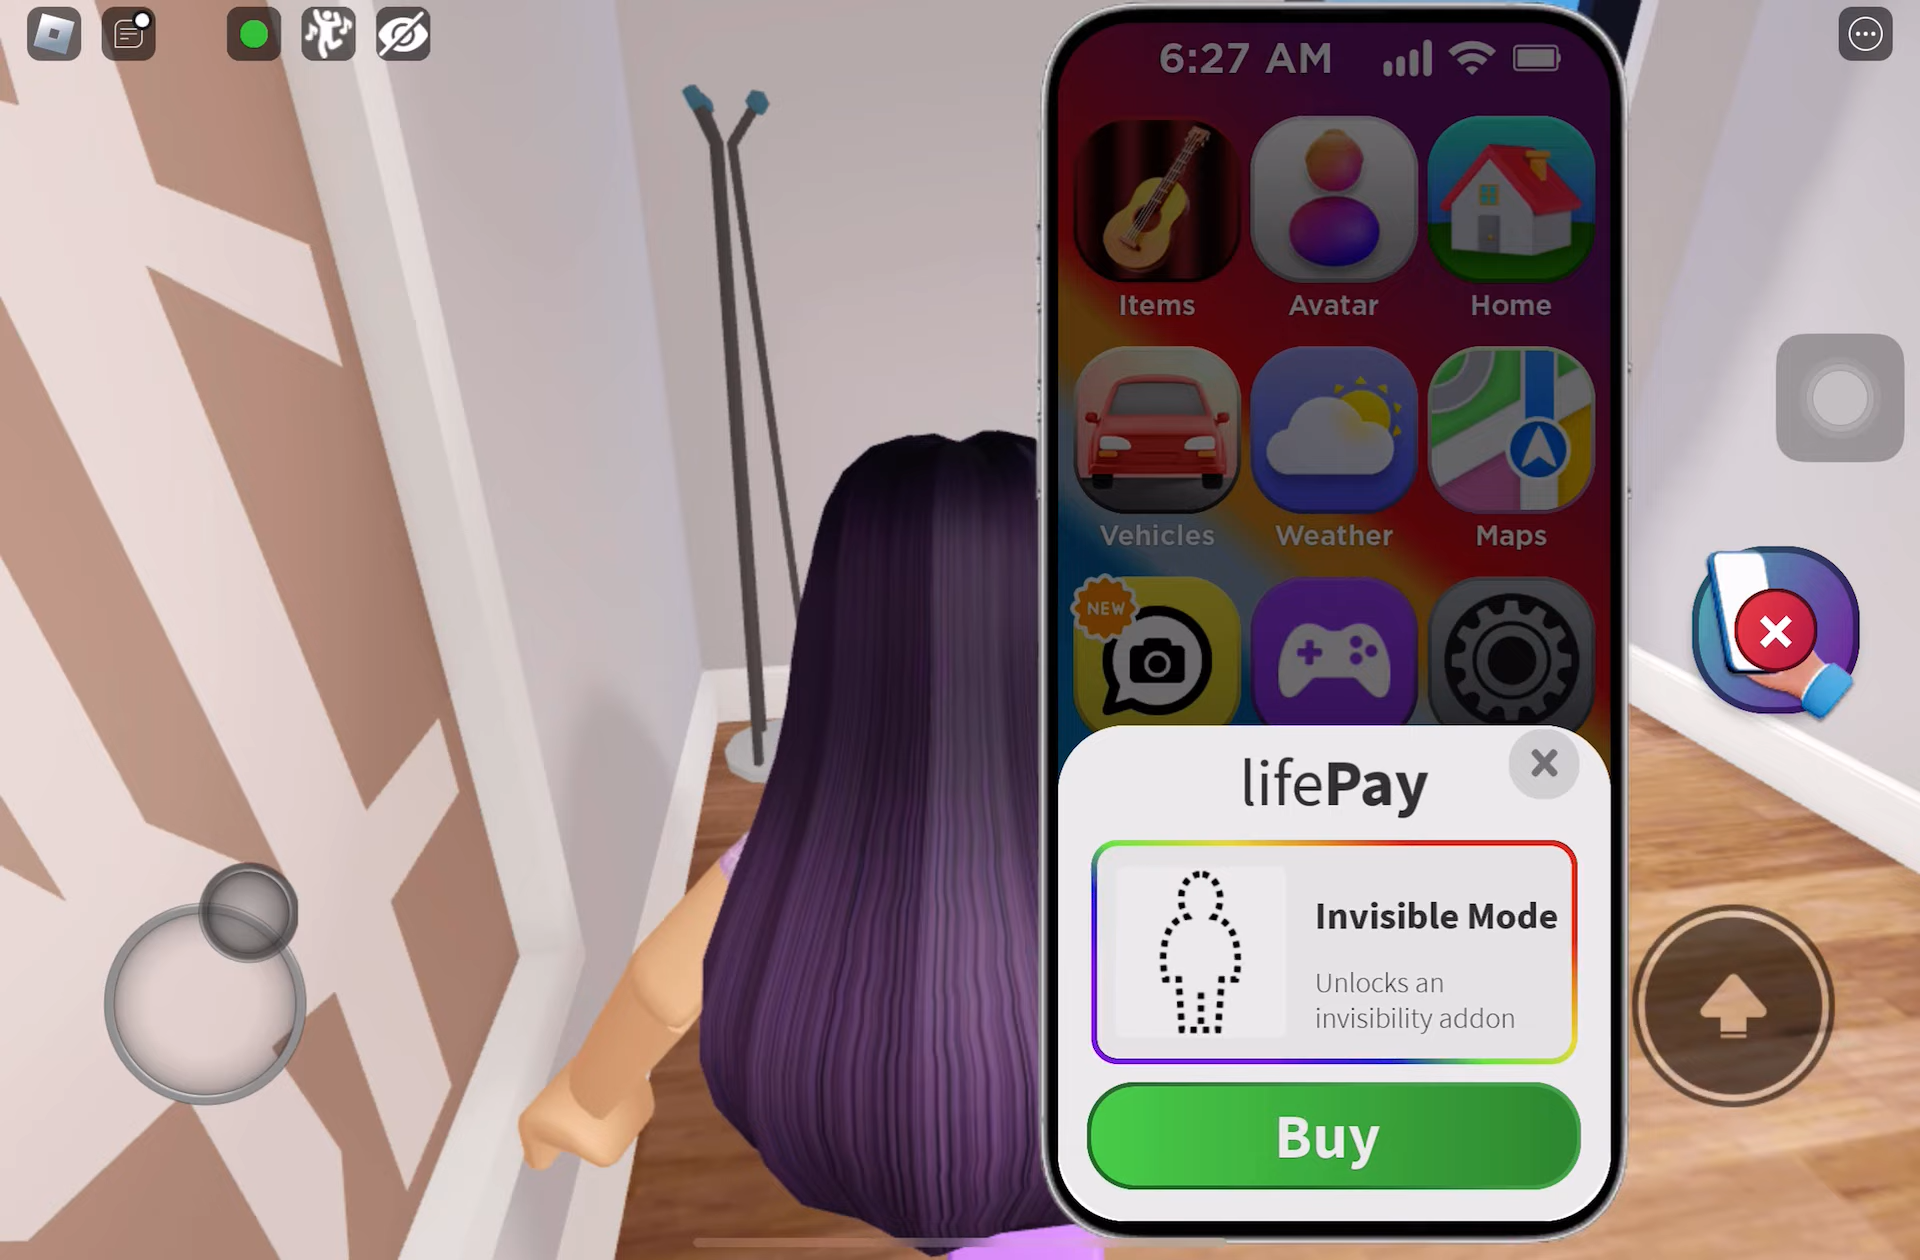 6:27 AM
Items
Avatar
Home
Vehicles
Weather
Maps
NEW
lifePay
Invisible Mode
Unlocks an
invisibility addon
Buy